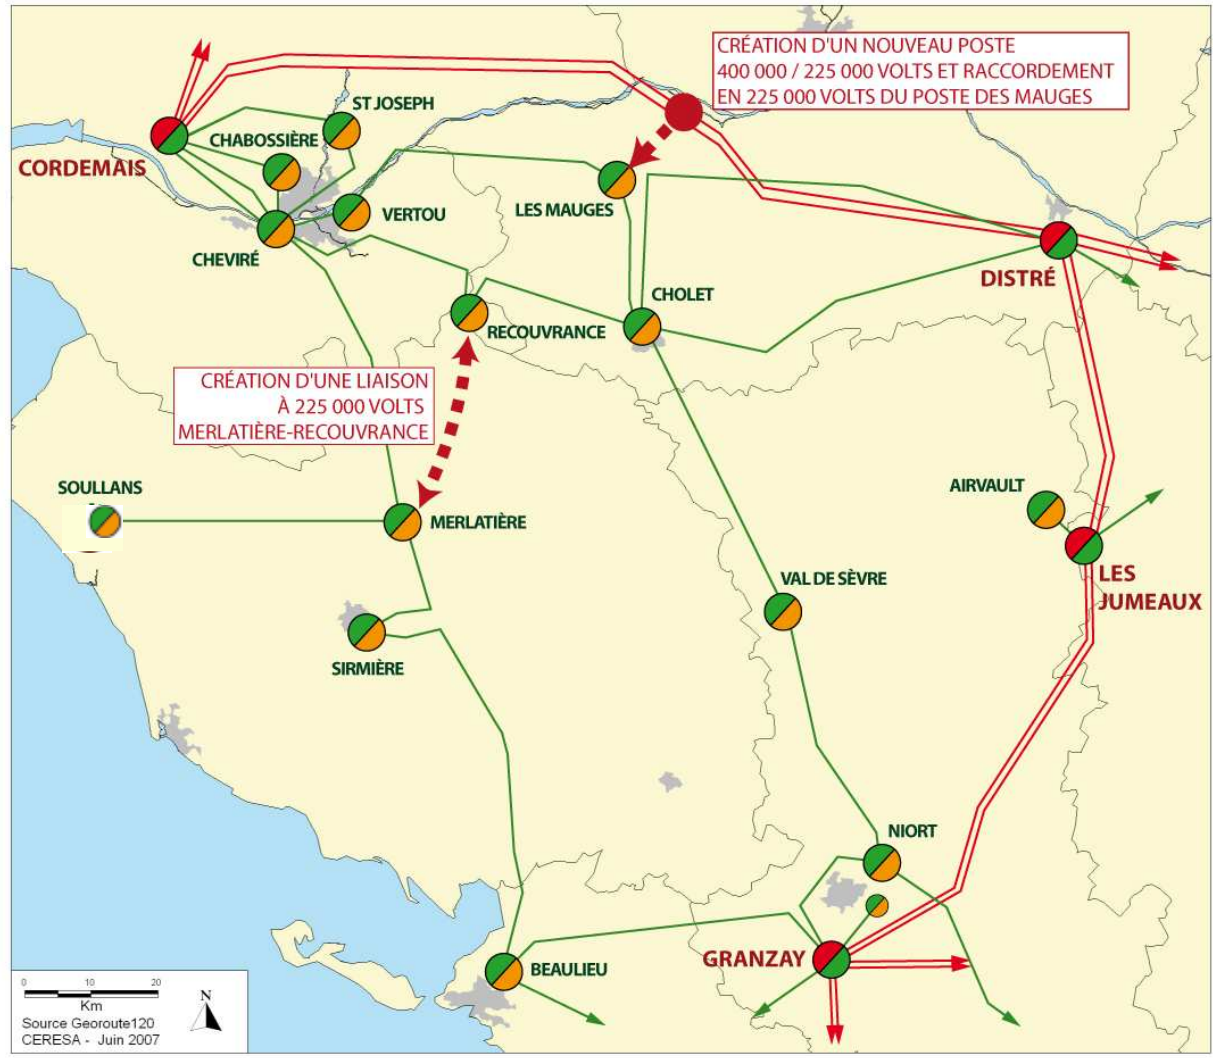 CRÉATION D'UN NOUVEAU POSTE
400 000 / 225 000 VOLTS ET RACCORDEMENT
EN 225 000 VOLTS DU POSTE DES MAUGES
ST JOSEPH
CHABOSSIÈRE
CORDEMAIS
VERTOU
LES MAUGES
CHEVIRÉ
DISTRÉ
CHOLET
RECOUVRANCE
CRÉATION D'UNE LIAISON
À 225 000 VOLTS
MERLATIÈRE-RECOUVRANCE
SOULLANS
AIRVAULT
MERLATIÈRE
LES
JUMEAUX
VAL DE SÈVRE
SIRMIÈRE
NIORT
GRANZAY
BEAULIEU
0 10 20
Km
N
Source Georoute120
CERESA - Juin 2007